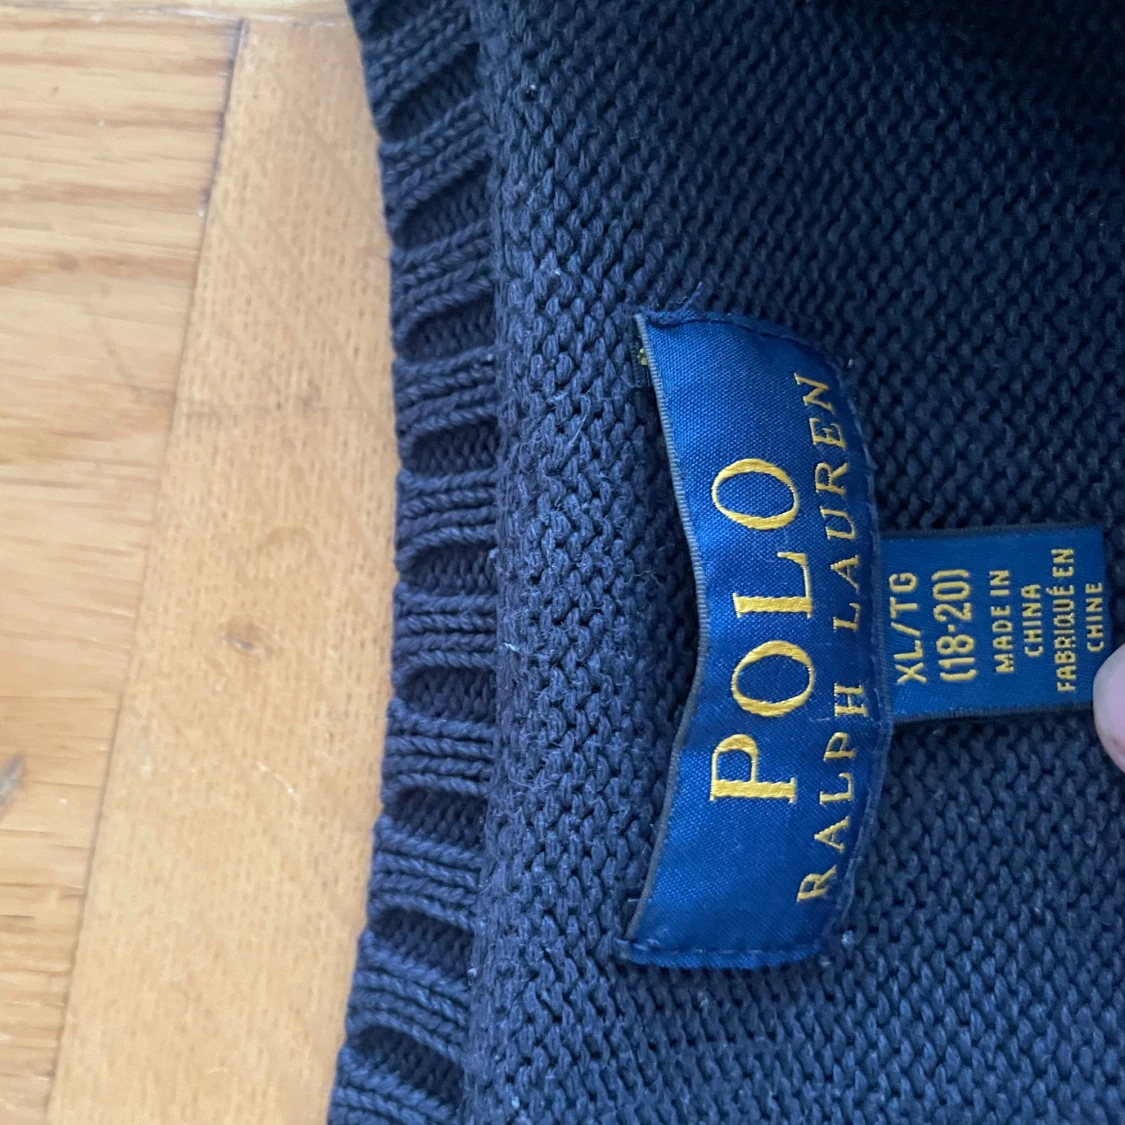 POLO
RALPH LAUREN
XL/TG
(18-20)
MADE IN
CHINA
FABRIQUÉ EN
CHINE